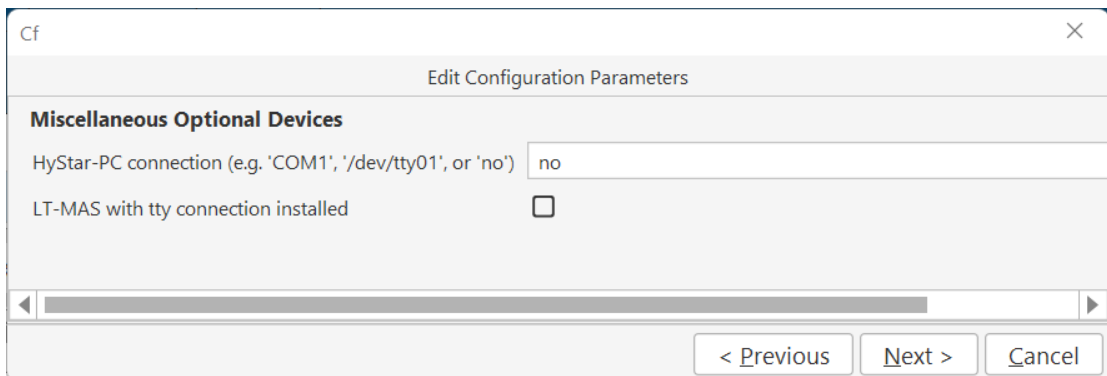 Cf
Edit Configuration Parameters
Miscellaneous Optional Devices
HyStar-PC connection (e.g. 'COM1', '/dev/tty01', or 'no') no
LT-MAS with tty connection installed
< Previous Next > Cancel